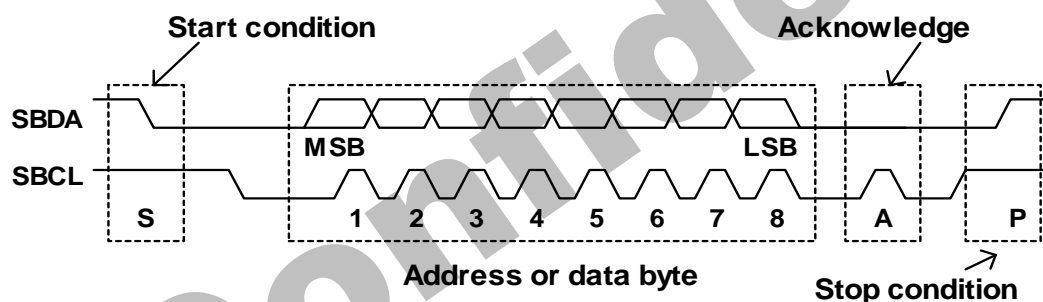 Start condition
Acknowledge
SBDA
MSB
LSB
SBCL
S
1 2 3 4 5 6 7 8
A
P
Address or data byte
Stop condition